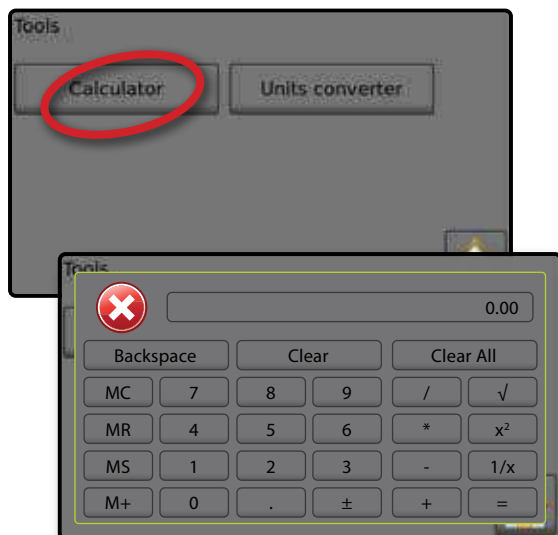 Tools
Calculator Units converter
Tools
0.00
Backspace Clear Clear All
MC 7 8 9 / √
MR 4 5 6 * x²
MS 1 2 3 - 1/x
M+ 0 . ± + =